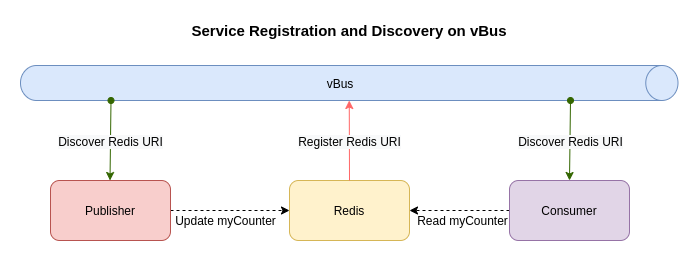 Service Registration and Discovery on vBus
vBus
Discover Redis URI
Register Redis URI
Discover Redis URI
Publisher
Redis
Consumer
Update myCounter
Read myCounter